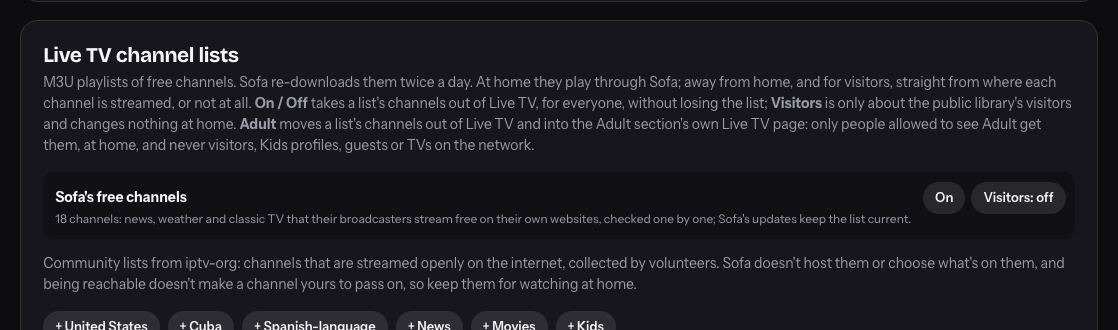 Live TV channel lists
M3U playlists of free channels. Sofa re-downloads them twice a day. At home they play through Sofa; away from home, and for visitors, straight from where each
channel is streamed, or not at all. On / Off takes a list's channels out of Live TV, for everyone, without losing the list; Visitors is only about the public library's visitors
and changes nothing at home. Adult moves a list's channels out of Live TV and into the Adult section's own Live TV page: only people allowed to see Adult get
them, at home, and never visitors, Kids profiles, guests or TVs on the network.
Sofa's free channels
On
Visitors: off
18 channels: news, weather and classic TV that their broadcasters stream free on their own websites, checked one by one; Sofa's updates keep the list current.
Community lists from iptv-org: channels that are streamed openly on the internet, collected by volunteers. Sofa doesn't host them or choose what's on them, and
being reachable doesn't make a channel yours to pass on, so keep them for watching at home.
+ United States + Cuba + Spanish-language + News + Movies + Kids